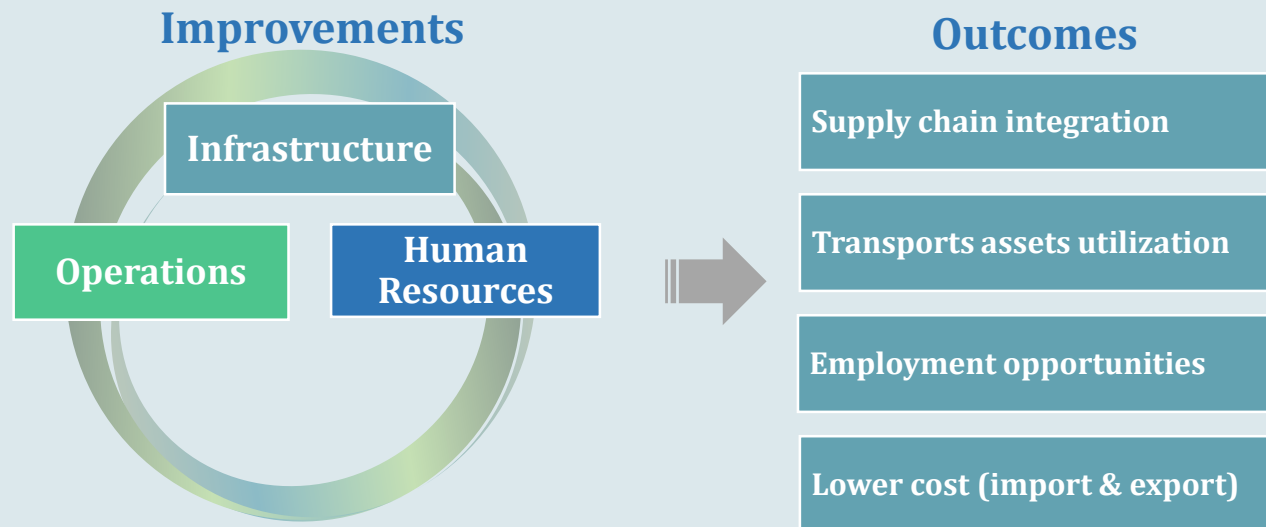 Improvements
Infrastructure
Operations
Human
Resources
Outcomes
Supply chain integration
Transports assets utilization
Employment opportunities
Lower cost (import & export)